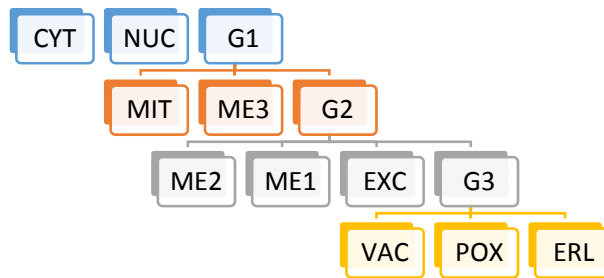 CYT NUC G1
MIT ME3 G2
ME2 ME1 EXC G3
VAC POX ERL